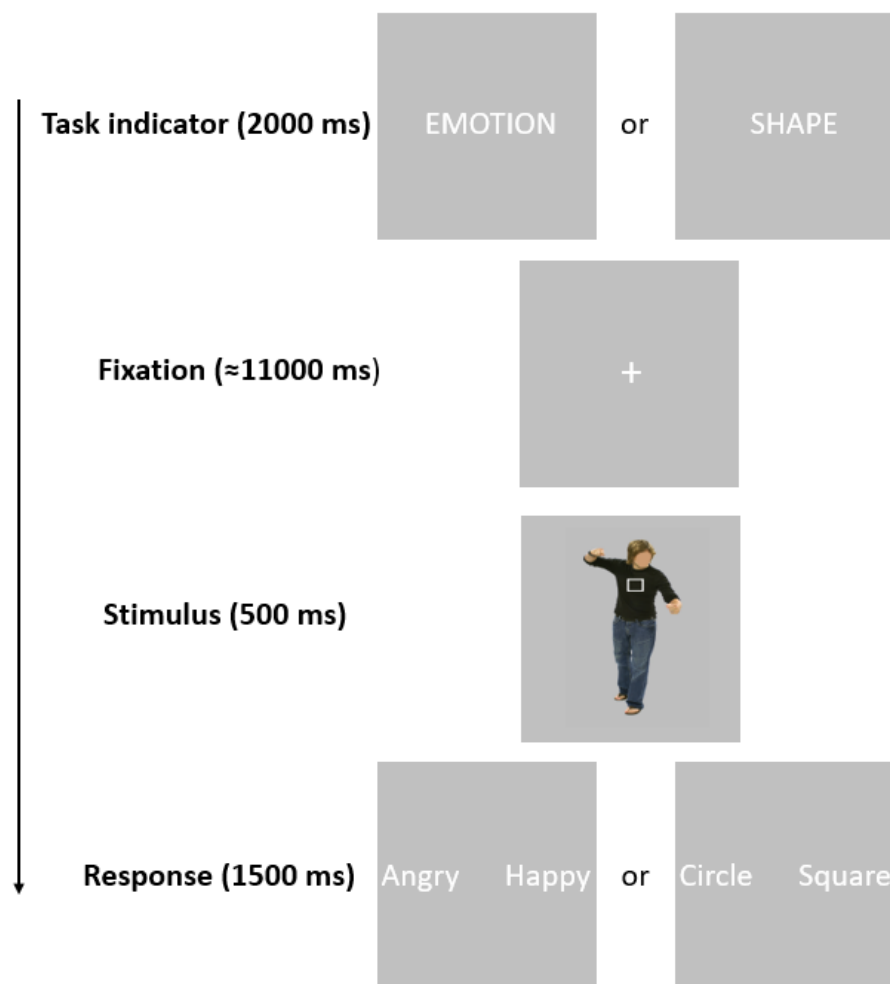 Task indicator (2000 ms) EMOTION or SHAPE
Fixation (≈11000 ms) +
Stimulus (500 ms)
Response (1500 ms) Angry Happy or Circle Square